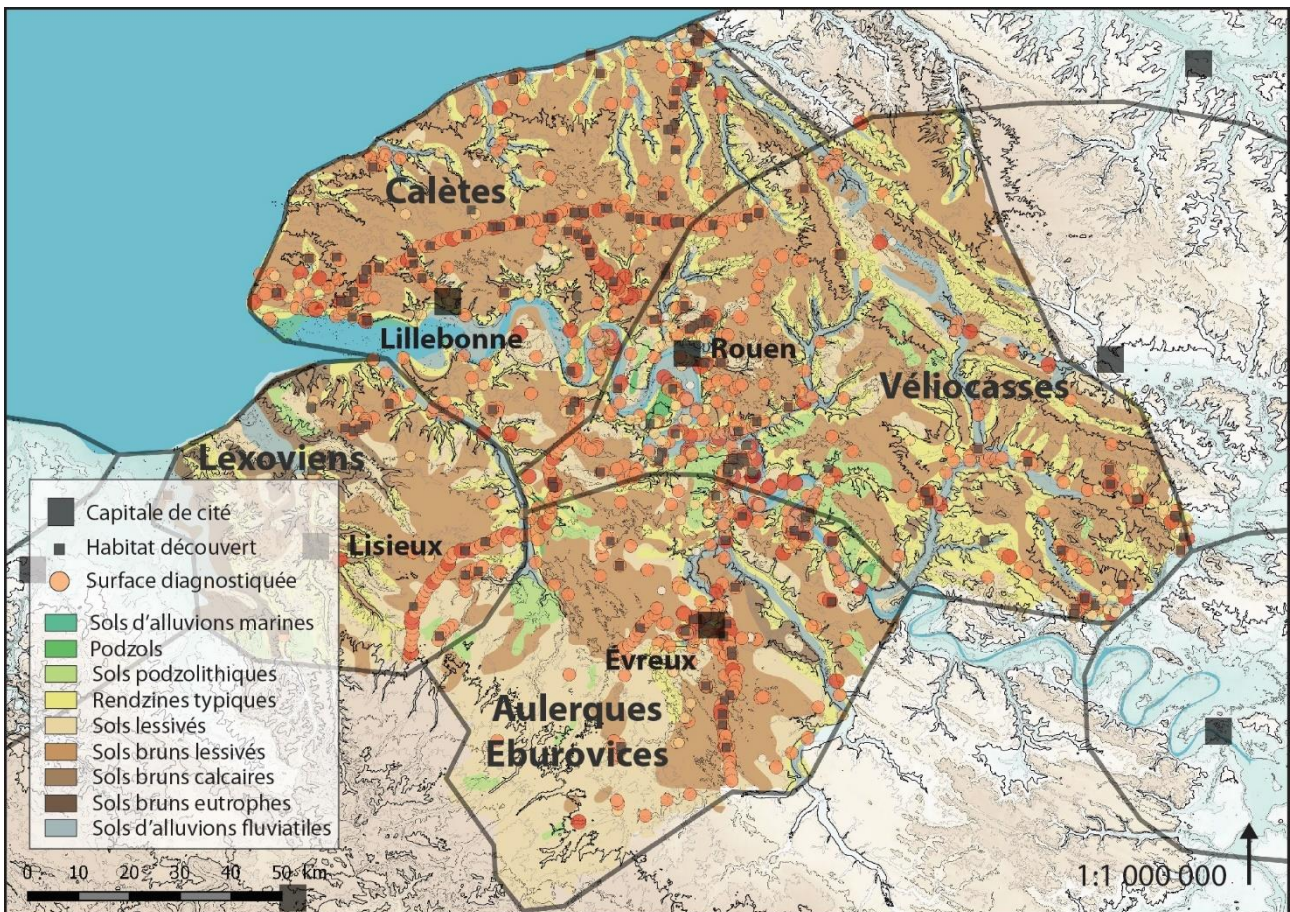 Calètes
Lillebonne
Rouen
Véliocasses
Lexoviens
Lisieux
Évreux
Aulerques
Eburovices
Capitale de cité
Habitat découvert
Surface diagnostiquée
Sols d'alluvions marines
Podzols
Sols podzolithiques
Rendzines typiques
Sols lessivés
Sols bruns lessivés
Sols bruns calcaires
Sols bruns eutrophes
Sols d'alluvions fluviatiles
0 10 20 30 40 50 km
1:1 000 000